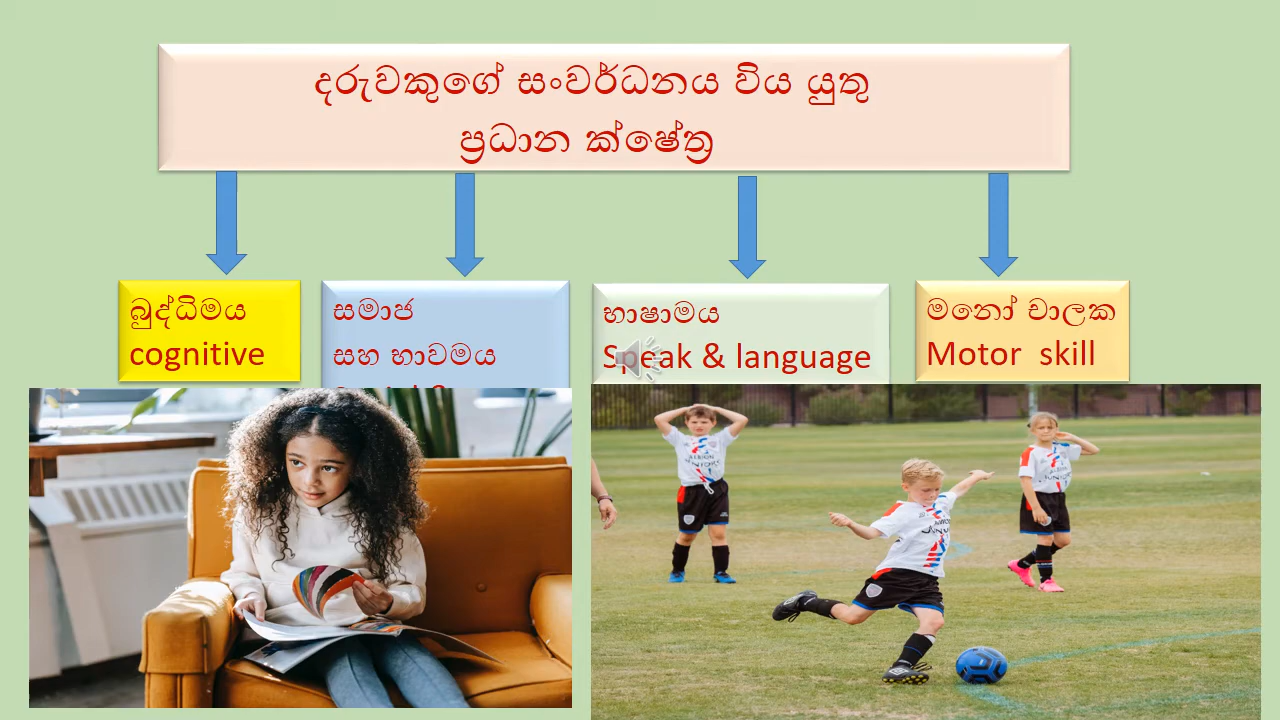 දරුවකුගේ සංවර්ධනය විය යුතු
ප්‍රධාන ක්ෂේත්‍ර
බුද්ධිමය
cognitive
සමාජ
සහ භාවමය
භාෂාමය
Speak & language
මනෝ චාලක
Motor skill